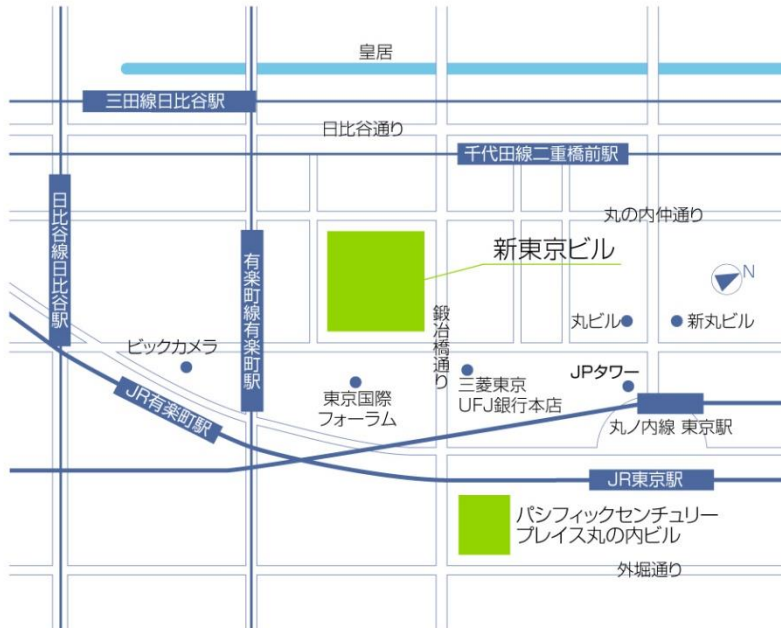 皇居
三田線日比谷駅
日比谷通り
千代田線二重橋前駅
日比谷線日比谷駅
丸の内仲通り
有楽町線有楽町駅
新東京ビル
N
鍛冶橋通り
丸ビル
新丸ビル
ビックカメラ
JPタワー
三菱東京
UFJ銀行本店
東京国際
フォーラム
JR有楽町駅
丸ノ内線 東京駅
JR東京駅
パシフィックセンチュリー
プレイス丸の内ビル
外堀通り